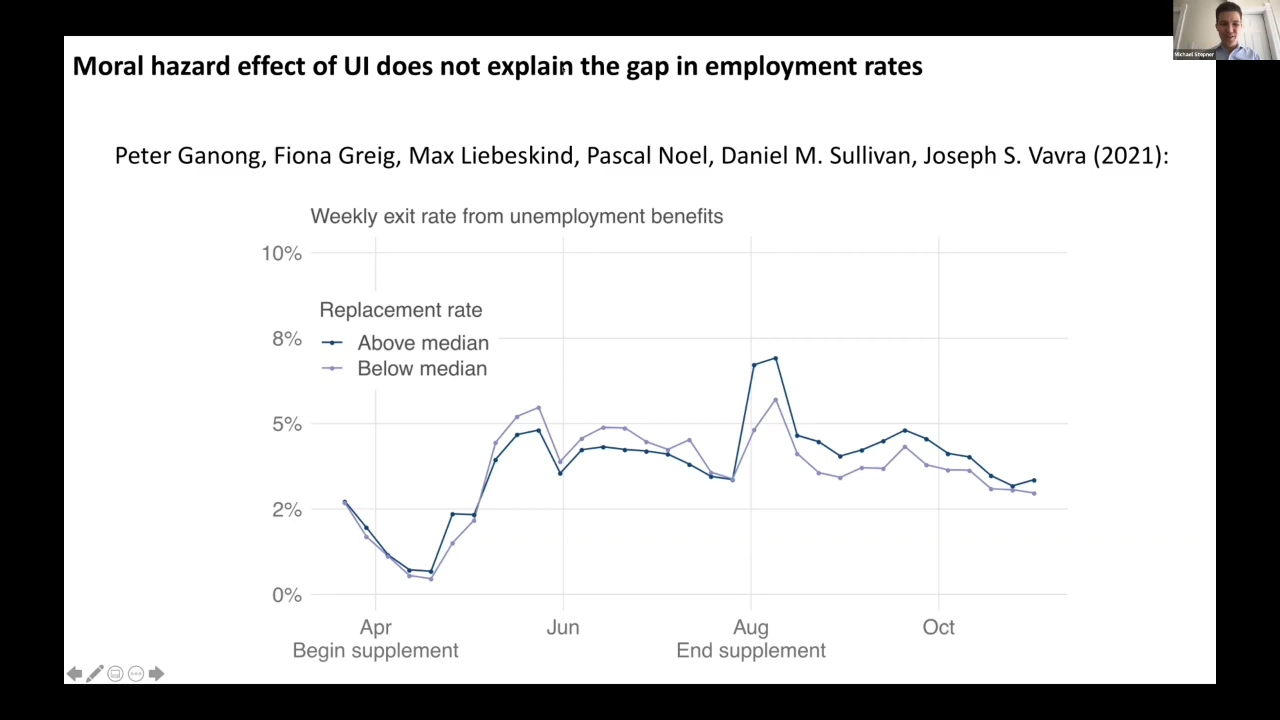 Moral hazard effect of UI does not explain the gap in employment rates
Michael Stepner
Peter Ganong, Fiona Greig, Max Liebeskind, Pascal Noel, Daniel M. Sullivan, Joseph S. Vavra (2021):
Weekly exit rate from unemployment benefits
10%
8%
5%
2%
0%
Replacement rate
Above median
Below median
Apr Jun Aug Oct
Begin supplement End supplement